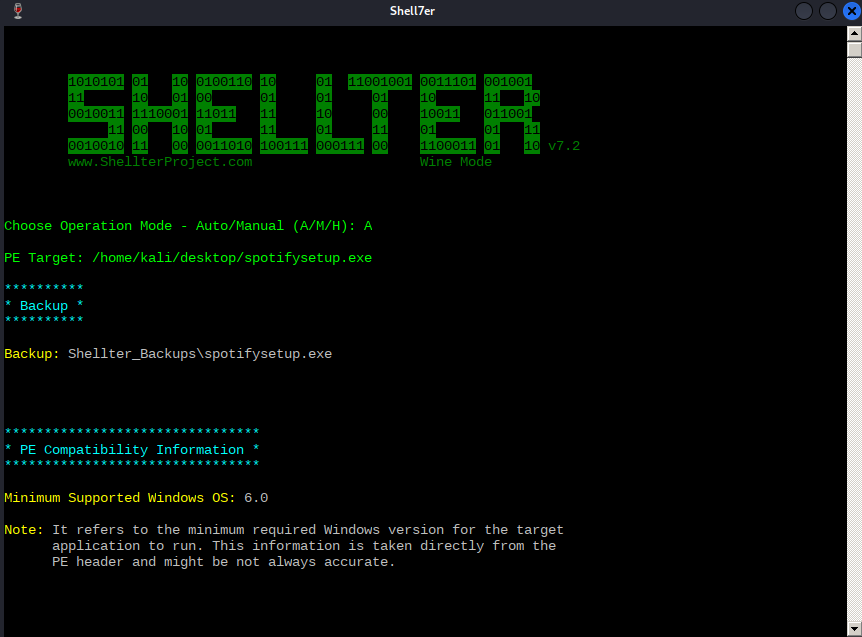 Shell7er
1010101 01 10 0100110 10 01 11001001 0011101 001001
11 10 01 00 01 01 01 10 11 10
0010011 1110001 11011 11 10 00 10011 011001
11 00 10 01 11 01 11 01 01 11
0010010 11 00 0011010 100111 000111 00 1100011 01 10 v7.2
www.ShellterProject.com Wine Mode
Choose Operation Mode - Auto/Manual (A/M/H): A
PE Target: /home/kali/desktop/spotifysetup.exe
**********
* Backup *
**********
Backup: Shellter_Backups\spotifysetup.exe
********************************
* PE Compatibility Information *
********************************
Minimum Supported Windows OS: 6.0
Note: It refers to the minimum required Windows version for the target
application to run. This information is taken directly from the
PE header and might be not always accurate.